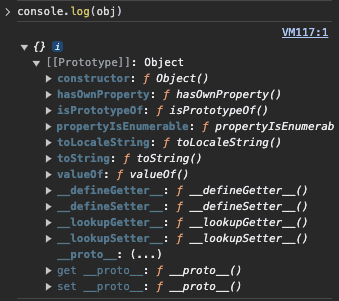 > console.log(obj)
VM117:1
▼ {} i
▼ [[Prototype]]: Object
▶ constructor: ƒ Object()
▶ hasOwnProperty: ƒ hasOwnProperty()
▶ isPrototypeOf: ƒ isPrototypeOf()
▶ propertyIsEnumerable: ƒ propertyIsEnumerab
▶ toLocaleString: ƒ toLocaleString()
▶ toString: ƒ toString()
▶ valueOf: ƒ valueOf()
▶ __defineGetter__: ƒ __defineGetter__()
▶ __defineSetter__: ƒ __defineSetter__()
▶ __lookupGetter__: ƒ __lookupGetter__()
▶ __lookupSetter__: ƒ __lookupSetter__()
__proto__: (...)
▶ get __proto__: ƒ __proto__()
▶ set __proto__: ƒ __proto__()